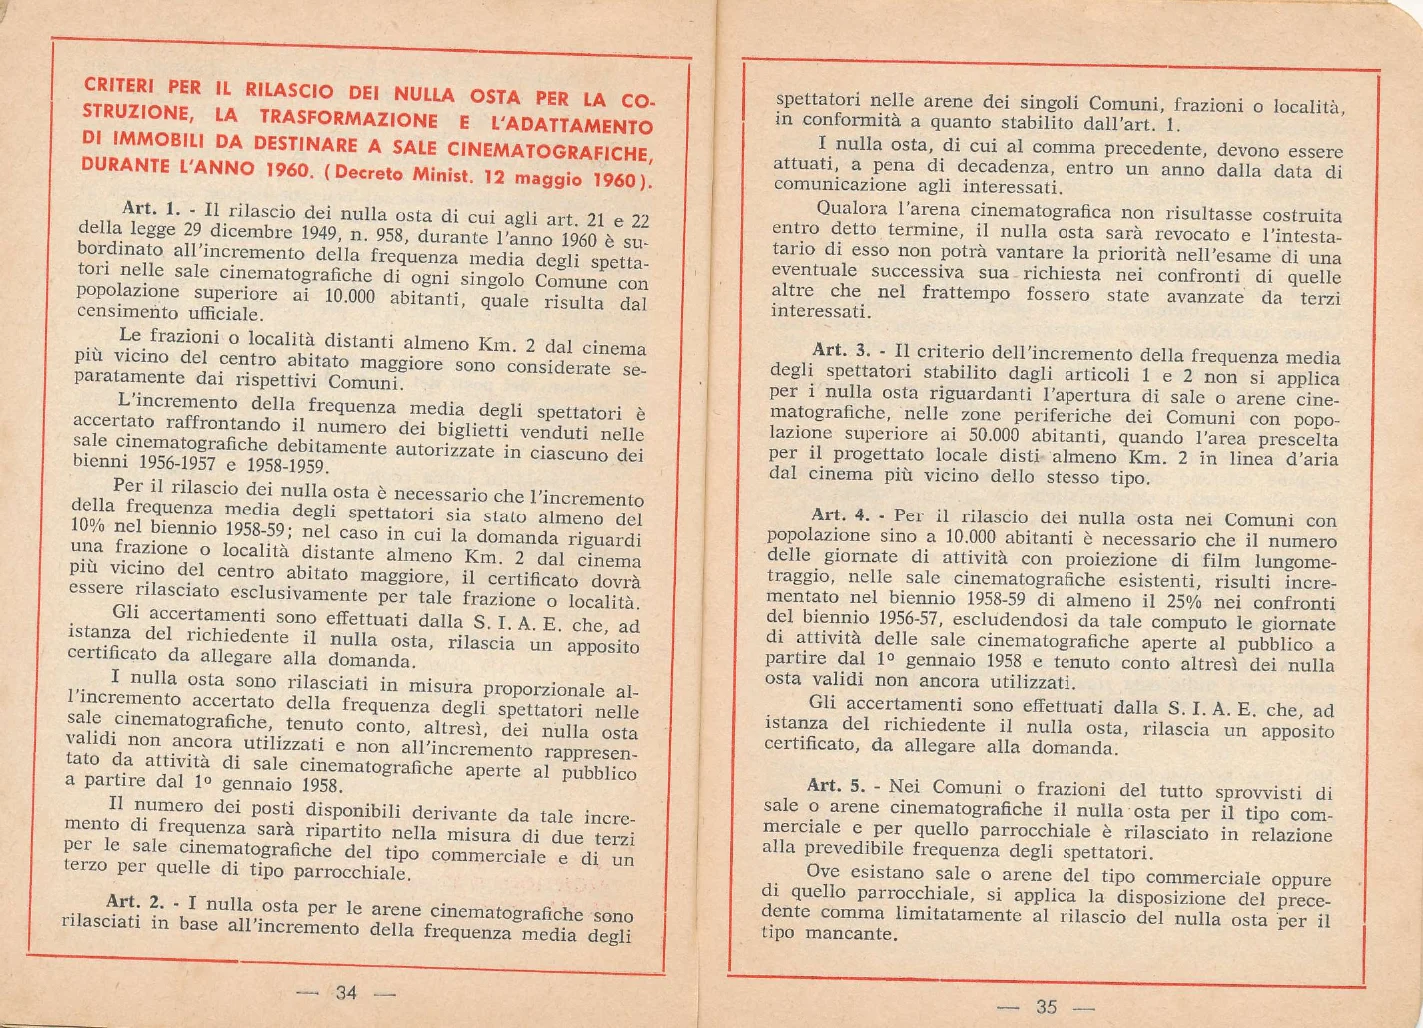 CRITERI PER IL RILASCIO DEI NULLA OSTA PER LA CO-
STRUZIONE, LA TRASFORMAZIONE E L'ADATTAMENTO
DI IMMOBILI DA DESTINARE A SALE CINEMATOGRAFICHE,
DURANTE L'ANNO 1960. (Decreto Minist. 12 maggio 1960).
Art. 1. - Il rilascio dei nulla osta di cui agli art. 21 e 22
della legge 29 dicembre 1949, n. 958, durante l'anno 1960 è su-
bordinato all'incremento della frequenza media degli spetta-
tori nelle sale cinematografiche di ogni singolo Comune con
popolazione superiore ai 10.000 abitanti, quale risulta dal
censimento ufficiale.
Le frazioni o località distanti almeno Km. 2 dal cinema
più vicino del centro abitato maggiore sono considerate se-
paratamente dai rispettivi Comuni.
L'incremento della frequenza media degli spettatori è
accertato raffrontando il numero dei biglietti venduti nelle
sale cinematografiche debitamente autorizzate in ciascuno dei
bienni 1956-1957 e 1958-1959.
Per il rilascio dei nulla osta è necessario che l'incremento
della frequenza media degli spettatori sia stato almeno del
10% nel biennio 1958-59; nel caso in cui la domanda riguardi
una frazione o località distante almeno Km. 2 dal cinema
più vicino del centro abitato maggiore, il certificato dovrà
essere rilasciato esclusivamente per tale frazione o località.
Gli accertamenti sono effettuati dalla S. I. A. E. che, ad
istanza del richiedente il nulla osta, rilascia un apposito
certificato da allegare alla domanda.
I nulla osta sono rilasciati in misura proporzionale al-
l'incremento accertato della frequenza degli spettatori nelle
sale cinematografiche, tenuto conto, altresì, dei nulla osta
validi non ancora utilizzati e non all'incremento rappresen-
tato da attività di sale cinematografiche aperte al pubblico
a partire dal 1º gennaio 1958.
Il numero dei posti disponibili derivante da tale incre-
mento di frequenza sarà ripartito nella misura di due terzi
per le sale cinematografiche del tipo commerciale e di un
terzo per quelle di tipo parrocchiale.
Art. 2. - I nulla osta per le arene cinematografiche sono
rilasciati in base all'incremento della frequenza media degli
— 34 —
spettatori nelle arene dei singoli Comuni, frazioni o località,
in conformità a quanto stabilito dall'art. 1.
I nulla osta, di cui al comma precedente, devono essere
attuati, a pena di decadenza, entro un anno dalla data di
comunicazione agli interessati.
Qualora l'arena cinematografica non risultasse costruita
entro detto termine, il nulla osta sarà revocato e l'intesta-
tario di esso non potrà vantare la priorità nell'esame di una
eventuale successiva sua richiesta nei confronti di quelle
altre che nel frattempo fossero state avanzate da terzi
interessati.
Art. 3. - Il criterio dell'incremento della frequenza media
degli spettatori stabilito dagli articoli 1 e 2 non si applica
per i nulla osta riguardanti l'apertura di sale o arene cine-
matografiche, nelle zone periferiche dei Comuni con popo-
lazione superiore ai 50.000 abitanti, quando l'area prescelta
per il progettato locale disti almeno Km. 2 in linea d'aria
dal cinema più vicino dello stesso tipo.
Art. 4. - Per il rilascio dei nulla osta nei Comuni con
popolazione sino a 10.000 abitanti è necessario che il numero
delle giornate di attività con proiezione di film lungome-
traggio, nelle sale cinematografiche esistenti, risulti incre-
mentato nel biennio 1958-59 di almeno il 25% nei confronti
del biennio 1956-57, escludendosi da tale computo le giornate
di attività delle sale cinematografiche aperte al pubblico a
partire dal 1º gennaio 1958 e tenuto conto altresì dei nulla
osta validi non ancora utilizzati.
Gli accertamenti sono effettuati dalla S. I. A. E. che, ad
istanza del richiedente il nulla osta, rilascia un apposito
certificato, da allegare alla domanda.
Art. 5. - Nei Comuni o frazioni del tutto sprovvisti di
sale o arene cinematografiche il nulla osta per il tipo com-
merciale e per quello parrocchiale è rilasciato in relazione
alla prevedibile frequenza degli spettatori.
Ove esistano sale o arene del tipo commerciale oppure
di quello parrocchiale, si applica la disposizione del prece-
dente comma limitatamente al rilascio del nulla osta per il
tipo mancante.
— 35 —